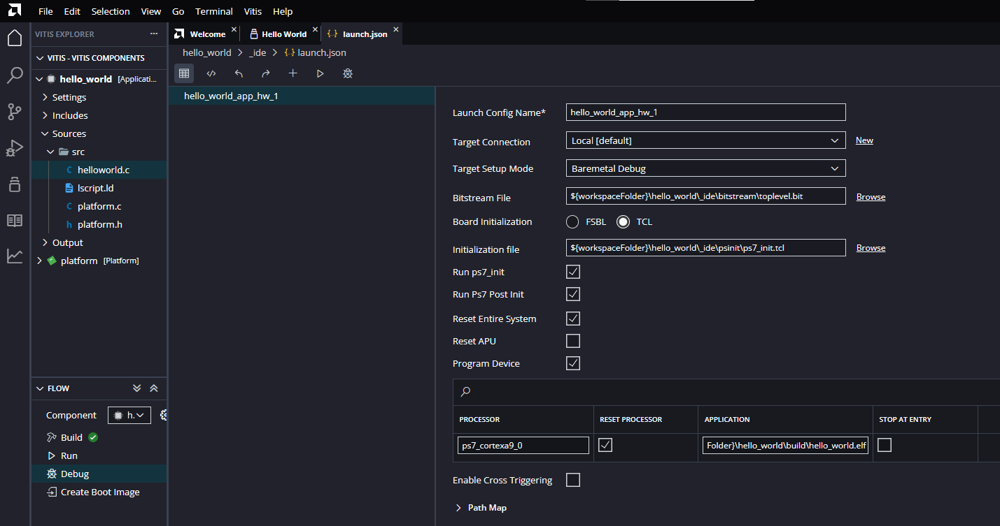 File Edit Selection View Go Terminal Vitis Help
VITIS EXPLORER ...
Welcome Hello World {} launch.json
hello_world > _ide > {} launch.json
VITIS - VITIS COMPONENTS
hello_world [Applicati...
Settings
Includes
Sources
src
C helloworld.c
lscript.ld
C platform.c
h platform.h
Output
platform [Platform]
FLOW
Component h.
Build
Run
Debug
Create Boot Image
hello_world_app_hw_1
Launch Config Name* hello_world_app_hw_1
Target Connection Local [default] New
Target Setup Mode Baremetal Debug
Bitstream File ${workspaceFolder}\hello_world\_ide\bitstream\toplevel.bit Browse
Board Initialization FSBL TCL
Initialization file ${workspaceFolder}\hello_world\_ide\psinit\ps7_init.tcl Browse
Run ps7_init
Run Ps7 Post Init
Reset Entire System
Reset APU
Program Device
PROCESSOR RESET PROCESSOR APPLICATION STOP AT ENTRY
ps7_cortexa9_0 Folder}\hello_world\build\hello_world.elf
Enable Cross Triggering
Path Map